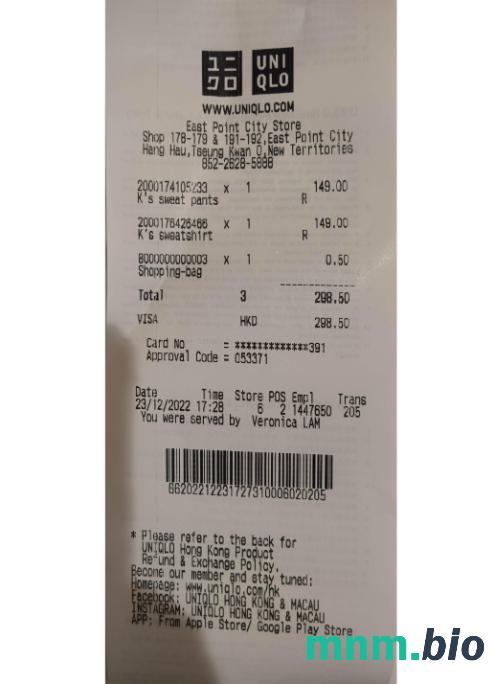 ユニ
クロ
UNI
QLO
WWW.UNIQLO.COM
East Point City Store
Shop 178-179 & 191-192,East Point City
Hang Hau,Tseung Kwan O,New Territories
852-2628-5888
2000174105233 x 1 149.00
K's sweat pants R
2000176426466 x 1 149.00
K's sweatshirt R
8000000000003 x 1 0.50
Shopping-bag
Total 3 298.50
VISA HKD 298.50
Card No = *************391
Approval Code = 053371
Date Time Store POS Empl Trans
23/12/2022 17:28 6 2 1447650 205
You were served by Veronica LAM
66202212231727310006020205
* Please refer to the back for
UNIQLO Hong Kong Product
Refund & Exchange Policy.
Become our member and stay tuned:
Homepage: www.uniqlo.com/hk
Facebook: UNIQLO HONG KONG & MACAU
INSTAGRAM: UNIQLO HONG KONG & MACAU
APP: From Apple Store/ Google Play Store
mnm.bio